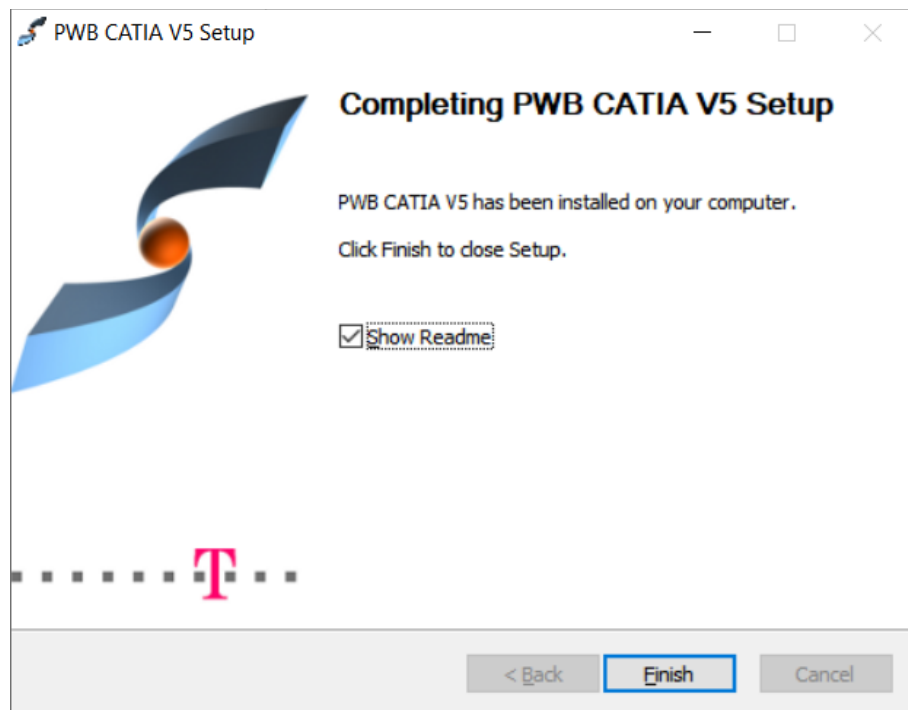 PWB CATIA V5 Setup
Completing PWB CATIA V5 Setup
PWB CATIA V5 has been installed on your computer.
Click Finish to close Setup.
Show Readme
T
< Back
Finish
Cancel